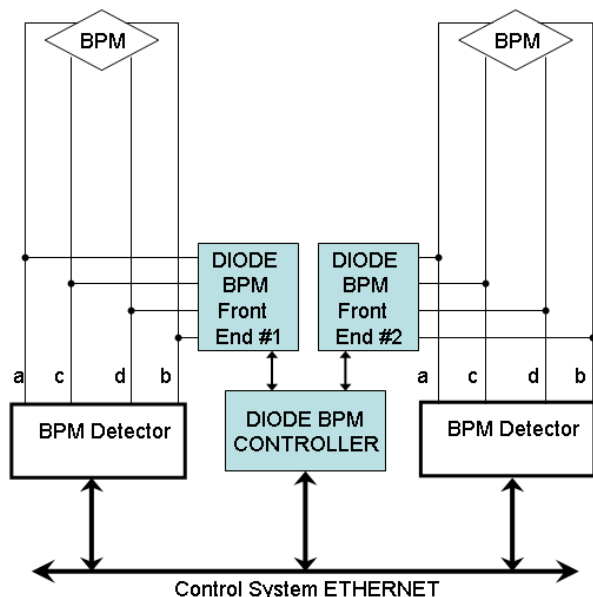 BPM
BPM
DIODE
BPM
Front
End #1
DIODE
BPM
Front
End #2
a c d b
a c d b
BPM Detector
DIODE BPM
CONTROLLER
BPM Detector
Control System ETHERNET